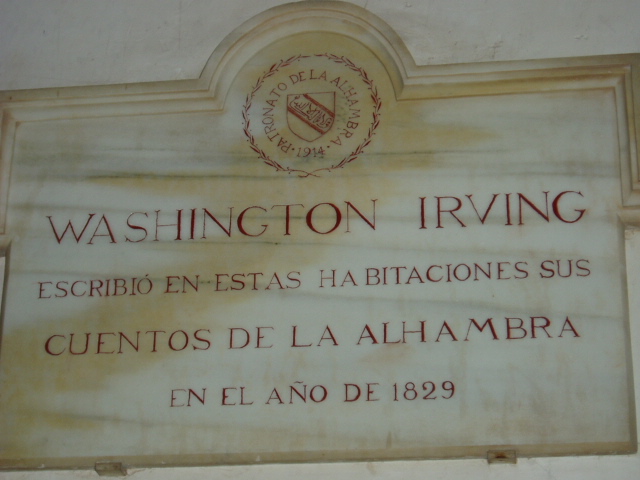 PATRONATO DE LA ALHAMBRA
·1914·
WASHINGTON IRVING
ESCRIBIÓ EN ESTAS HABITACIONES SUS
CUENTOS DE LA ALHAMBRA
EN EL AÑO DE 1829